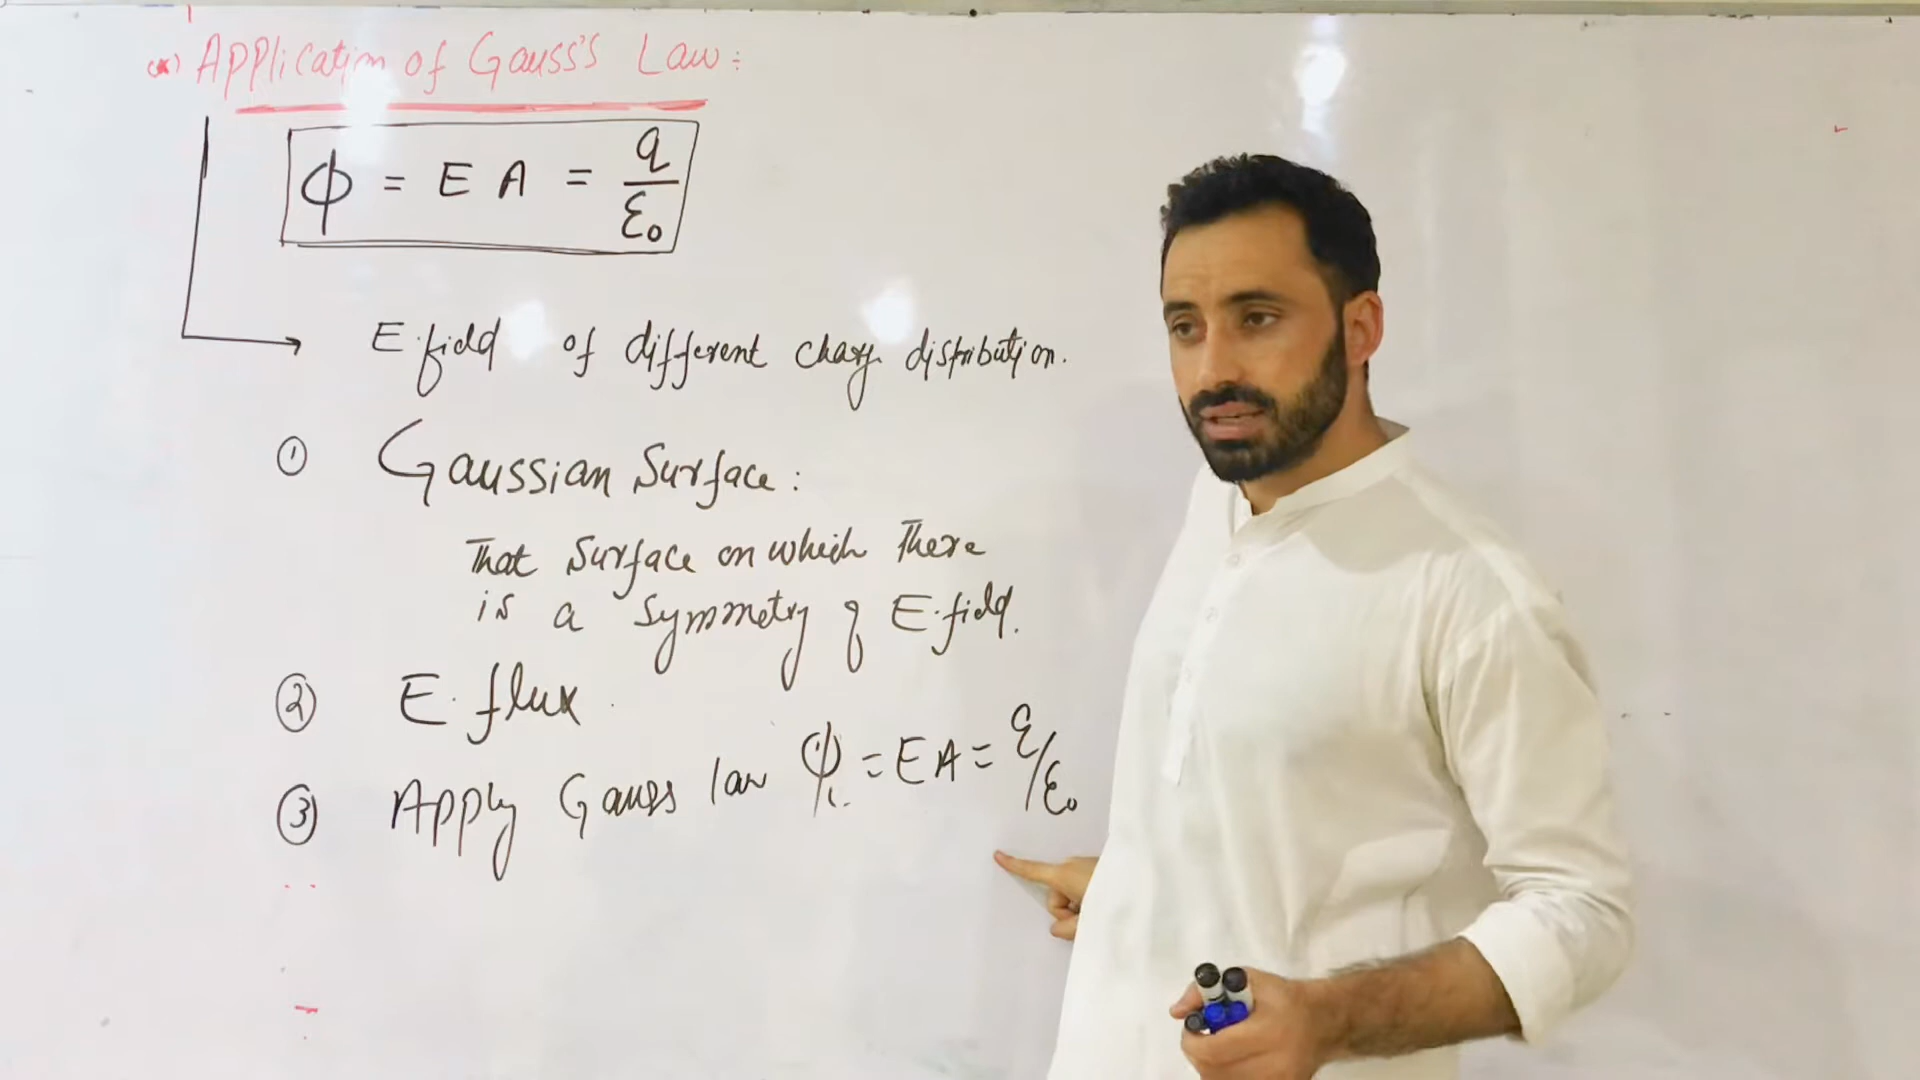 (*) Application of Gauss's Law:
ϕ = E A = q/ε₀
E.field of different charg distribution.
① Gaussian Surface:
That Surface on which There
is a Symmetry of E.field.
② E. flux
③ Apply Gauss law ϕ = EA = q/ε₀